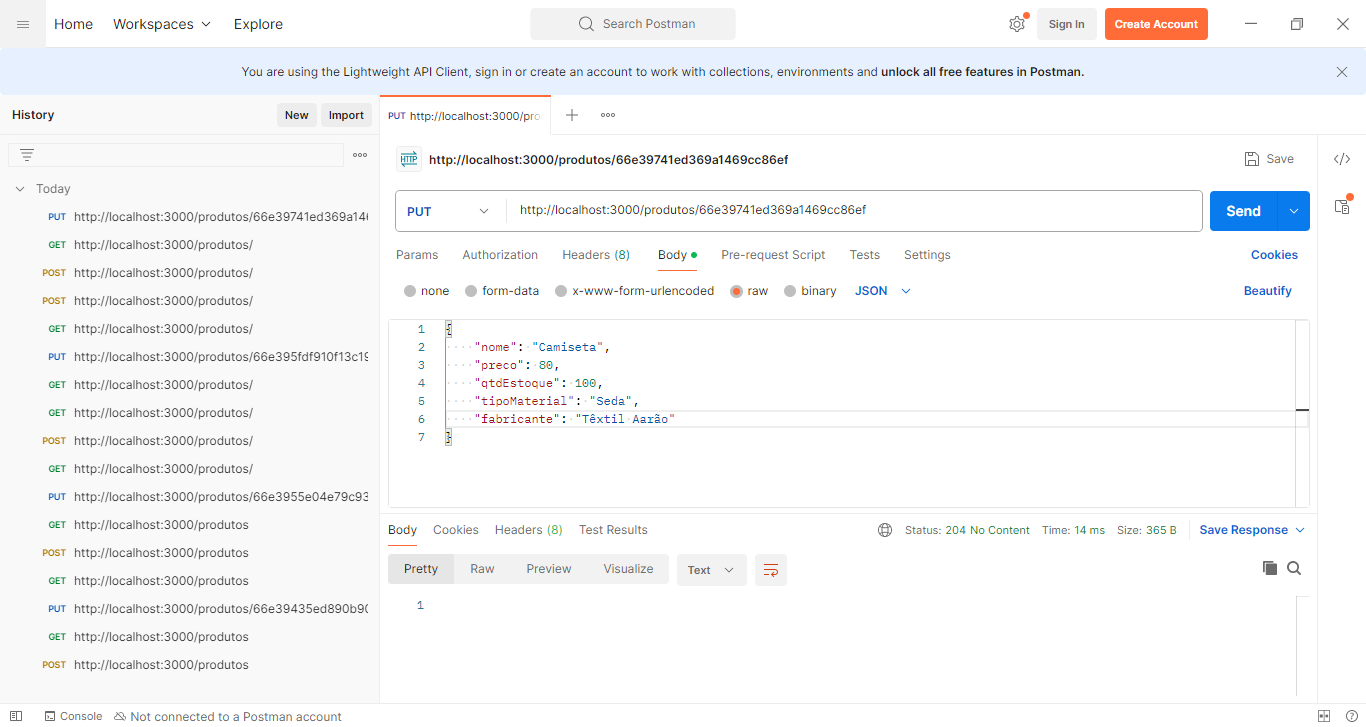 Home Workspaces Explore Search Postman Sign In Create Account
You are using the Lightweight API Client, sign in or create an account to work with collections, environments and unlock all free features in Postman.
History New Import
PUT http://localhost:3000/pro
Today
PUT http://localhost:3000/produtos/66e39741ed369a146
GET http://localhost:3000/produtos/
POST http://localhost:3000/produtos/
POST http://localhost:3000/produtos/
GET http://localhost:3000/produtos/
PUT http://localhost:3000/produtos/66e395fdf910f13c19
GET http://localhost:3000/produtos/
GET http://localhost:3000/produtos/
POST http://localhost:3000/produtos/
GET http://localhost:3000/produtos/
PUT http://localhost:3000/produtos/66e3955e04e79c93
GET http://localhost:3000/produtos
POST http://localhost:3000/produtos
GET http://localhost:3000/produtos
PUT http://localhost:3000/produtos/66e39435ed890b90
GET http://localhost:3000/produtos
POST http://localhost:3000/produtos
HTTP http://localhost:3000/produtos/66e39741ed369a1469cc86ef Save
PUT http://localhost:3000/produtos/66e39741ed369a1469cc86ef Send
Params Authorization Headers (8) Body Pre-request Script Tests Settings Cookies
none form-data x-www-form-urlencoded raw binary JSON Beautify
1 {
2 "nome": "Camiseta",
3 "preco": 80,
4 "qtdEstoque": 100,
5 "tipoMaterial": "Seda",
6 "fabricante": "Têxtil Aarão"
7 }
Body Cookies Headers (8) Test Results Status: 204 No Content Time: 14 ms Size: 365 B Save Response
Pretty Raw Preview Visualize Text
1
Console Not connected to a Postman account